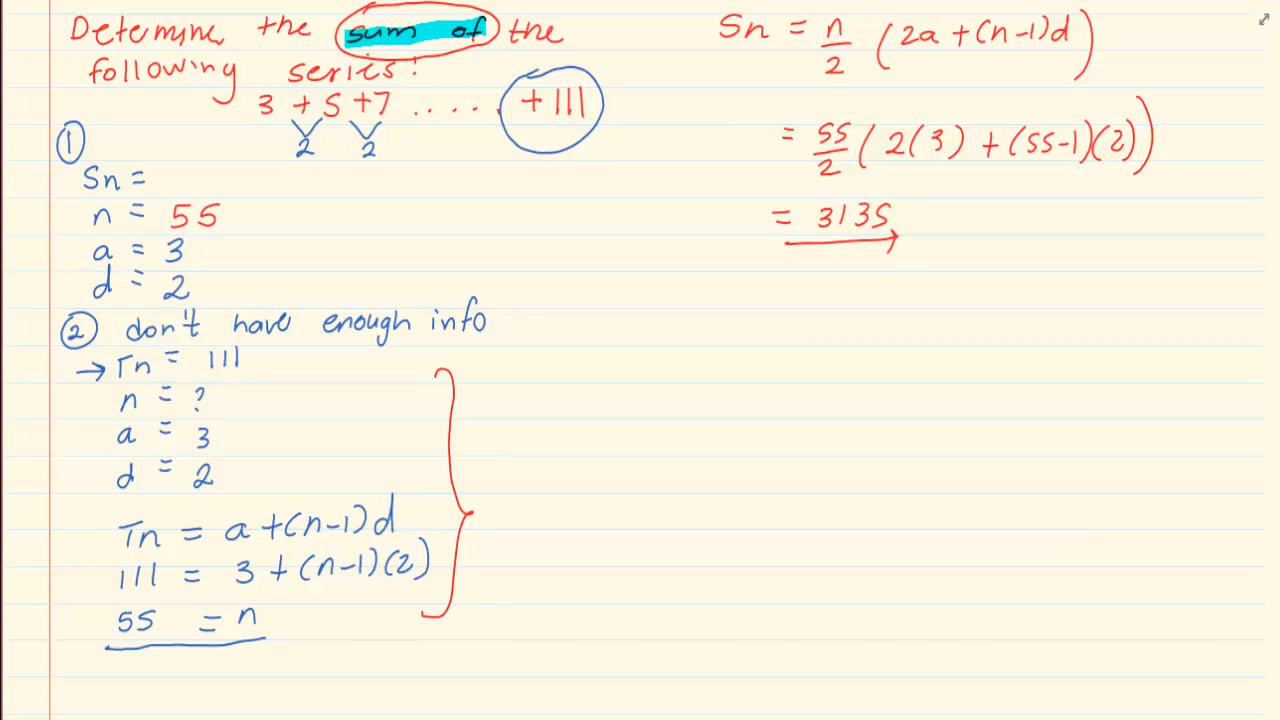 Determine the sum of the
following series:
3 + 5 + 7 ..... + 111
2 2
①
Sn =
n = 55
a = 3
d = 2
② don't have enough info
→ Tn = 111
n = ?
a = 3
d = 2
Tn = a + (n-1)d
111 = 3 + (n-1)(2)
55 = n
Sn = n/2 (2a + (n-1)d)
= 55/2 (2(3) + (55-1)(2))
= 3135